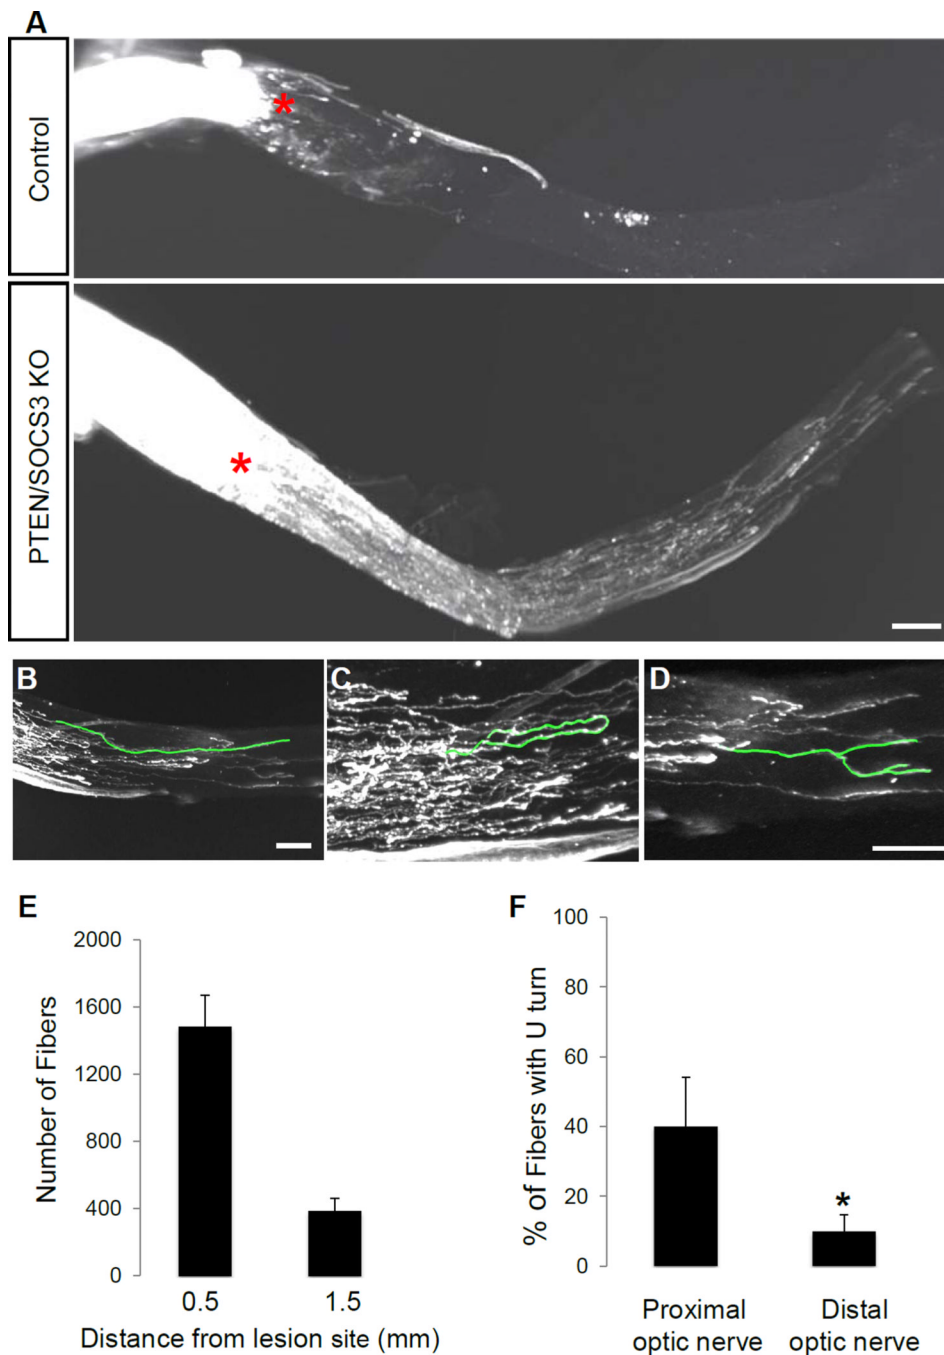 A
Control
*
PTEN/SOCS3 KO
*
B
C
D
E
Number of Fibers
2000
1600
1200
800
400
0
0.5
1.5
Distance from lesion site (mm)
F
% of Fibers with U turn
100
80
60
40
20
0
*
Proximal
optic nerve
Distal
optic nerve